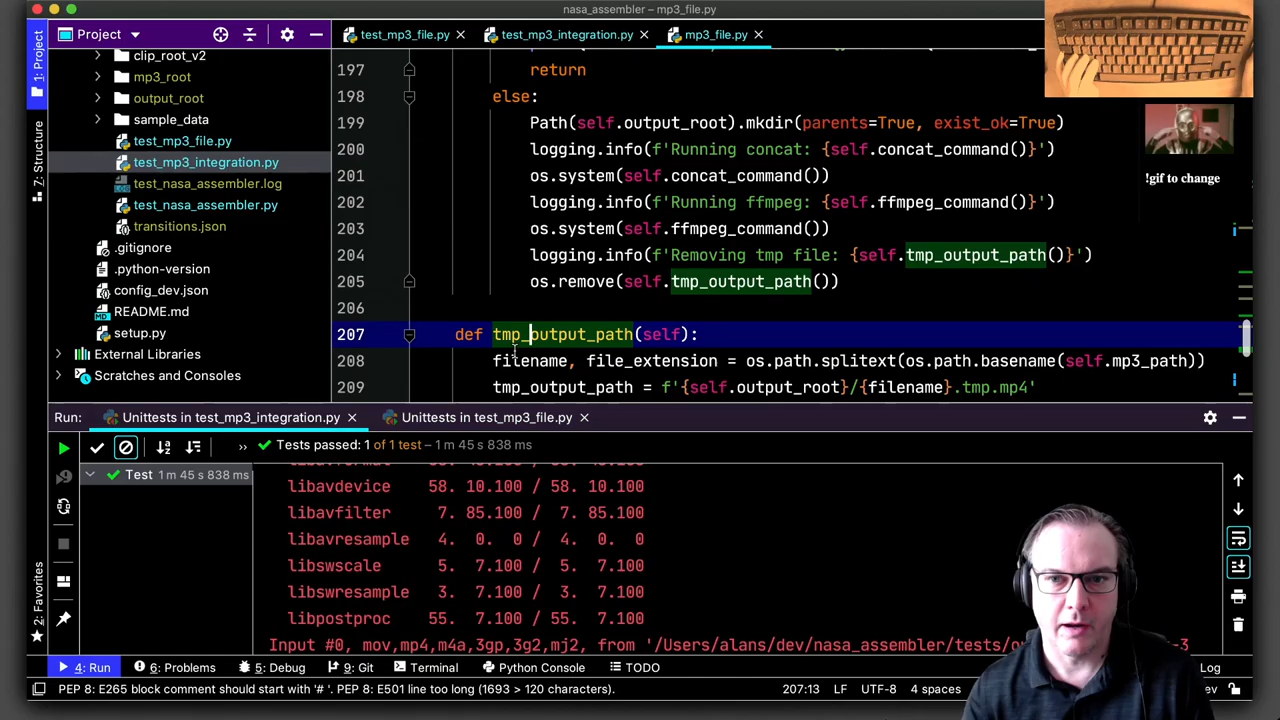 nasa_assembler – mp3_file.py
1: Project
Project
test_mp3_file.py
test_mp3_integration.py
mp3_file.py
clip_root_v2
mp3_root
output_root
sample_data
test_mp3_file.py
test_mp3_integration.py
test_nasa_assembler.log
test_nasa_assembler.py
transitions.json
.gitignore
.python-version
config_dev.json
README.md
setup.py
External Libraries
Scratches and Consoles
7: Structure
2: Favorites
197 return
198 else:
199 Path(self.output_root).mkdir(parents=True, exist_ok=True)
200 logging.info(f'Running concat: {self.concat_command()}')
201 os.system(self.concat_command())
202 logging.info(f'Running ffmpeg: {self.ffmpeg_command()}')
203 os.system(self.ffmpeg_command())
204 logging.info(f'Removing tmp file: {self.tmp_output_path()}')
205 os.remove(self.tmp_output_path())
206
207 def tmp_output_path(self):
208 filename, file_extension = os.path.splitext(os.path.basename(self.mp3_path))
209 tmp_output_path = f'{self.output_root}/{filename}.tmp.mp4'
!gif to change
Run: Unittests in test_mp3_integration.py Unittests in test_mp3_file.py
Tests passed: 1 of 1 test – 1 m 45 s 838 ms
Test 1 m 45 s 838 ms
libavdevice 58. 10.100 / 58. 10.100
libavfilter 7. 85.100 / 7. 85.100
libavresample 4. 0. 0 / 4. 0. 0
libswscale 5. 7.100 / 5. 7.100
libswresample 3. 7.100 / 3. 7.100
libpostproc 55. 7.100 / 55. 7.100
Input #0, mov,mp4,m4a,3gp,3g2,mj2, from '/Users/alans/dev/nasa_assembler/tests/
4: Run 6: Problems 5: Debug 9: Git Terminal Python Console TODO Log
PEP 8: E265 block comment should start with '# '. PEP 8: E501 line too long (1693 > 120 characters). 207:13 LF UTF-8 4 spaces